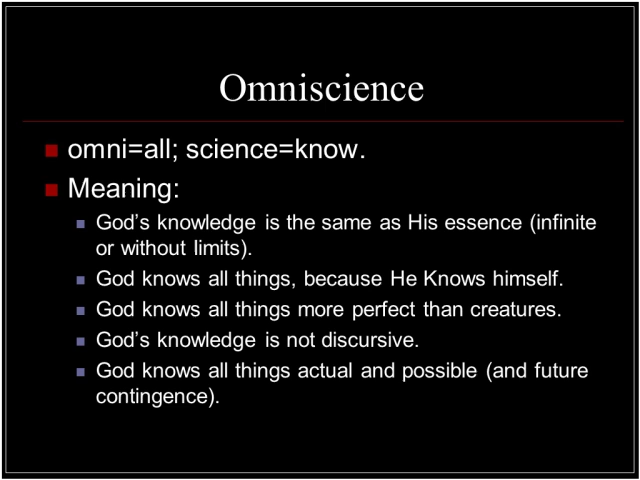 Omniscience
omni=all; science=know.
Meaning:
God's knowledge is the same as His essence (infinite
or without limits).
God knows all things, because He Knows himself.
God knows all things more perfect than creatures.
God's knowledge is not discursive.
God knows all things actual and possible (and future
contingence).